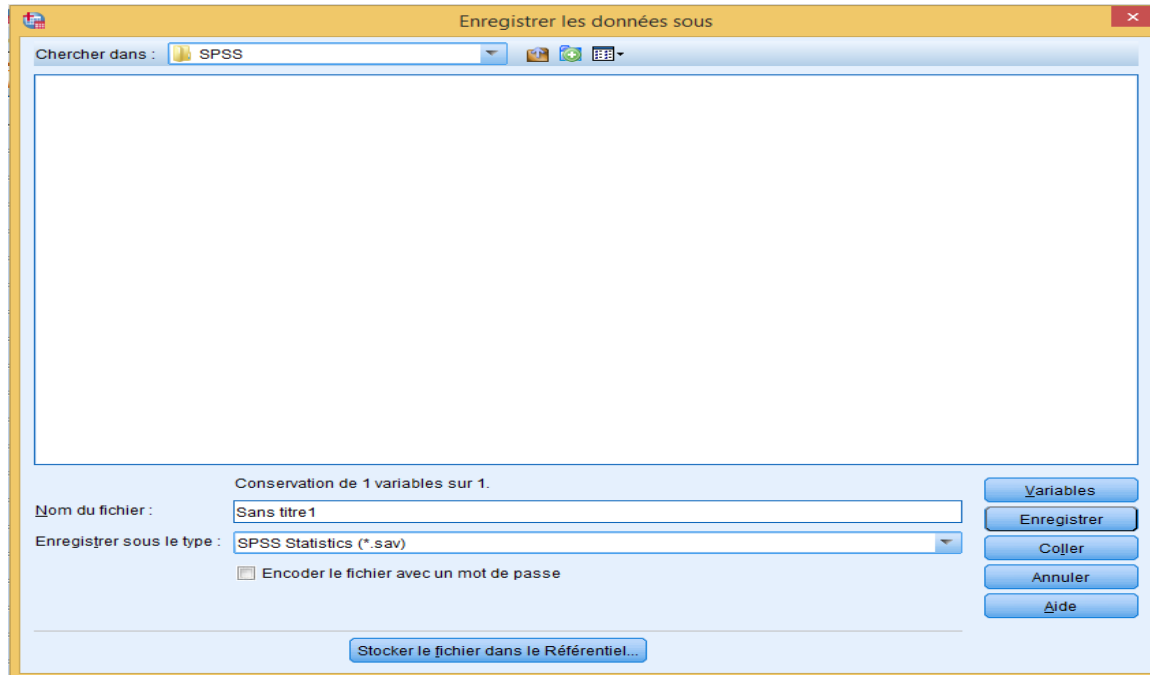 Enregistrer les données sous
Chercher dans : SPSS
Conservation de 1 variables sur 1.
Nom du fichier : Sans titre1
Enregistrer sous le type : SPSS Statistics (*.sav)
Encoder le fichier avec un mot de passe
Variables
Enregistrer
Coller
Annuler
Aide
Stocker le fichier dans le Référentiel...